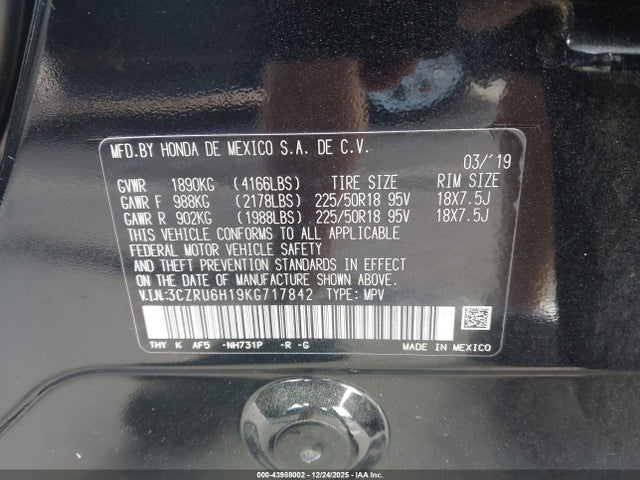 MFD.BY HONDA DE MEXICO S.A. DE C.V.
03/'19
GVWR 1890KG (4166LBS) TIRE SIZE RIM SIZE
GAWR F 988KG (2178LBS) 225/50R18 95V 18X7.5J
GAWR R 902KG (1988LBS) 225/50R18 95V 18X7.5J
THIS VEHICLE CONFORMS TO ALL APPLICABLE
FEDERAL MOTOR VEHICLE SAFETY
AND THEFT PREVENTION STANDARDS IN EFFECT
ON THE DATE OF MANUFACTURE SHOWN ABOVE.
V.I.N:3CZRU6H19KG717842 TYPE: MPV
THY K AF5 -NH731P -R -G
MADE IN MEXICO
000-43988002 • 12/24/2025 • IAA Inc.